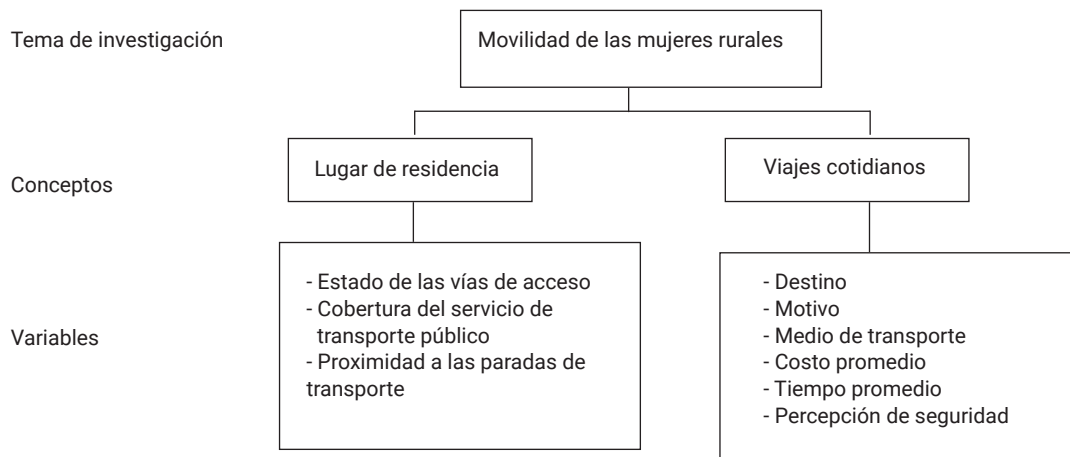 Tema de investigación
Movilidad de las mujeres rurales
Conceptos
Lugar de residencia
Viajes cotidianos
Variables
- Estado de las vías de acceso
- Cobertura del servicio de
transporte público
- Proximidad a las paradas de
transporte
- Destino
- Motivo
- Medio de transporte
- Costo promedio
- Tiempo promedio
- Percepción de seguridad